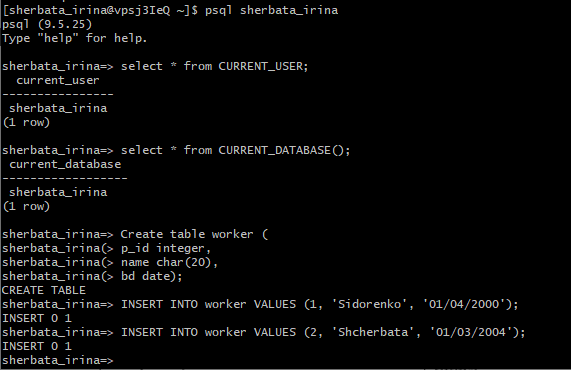 [sherbata_irina@vpsj3IeQ ~]$ psql sherbata_irina
psql (9.5.25)
Type "help" for help.

sherbata_irina=> select * from CURRENT_USER;
  current_user
----------------
 sherbata_irina
(1 row)

sherbata_irina=> select * from CURRENT_DATABASE();
 current_database
------------------
 sherbata_irina
(1 row)

sherbata_irina=> Create table worker (
sherbata_irina(> p_id integer,
sherbata_irina(> name char(20),
sherbata_irina(> bd date);
CREATE TABLE
sherbata_irina=> INSERT INTO worker VALUES (1, 'Sidorenko', '01/04/2000');
INSERT 0 1
sherbata_irina=> INSERT INTO worker VALUES (2, 'Shcherbata', '01/03/2004');
INSERT 0 1
sherbata_irina=>